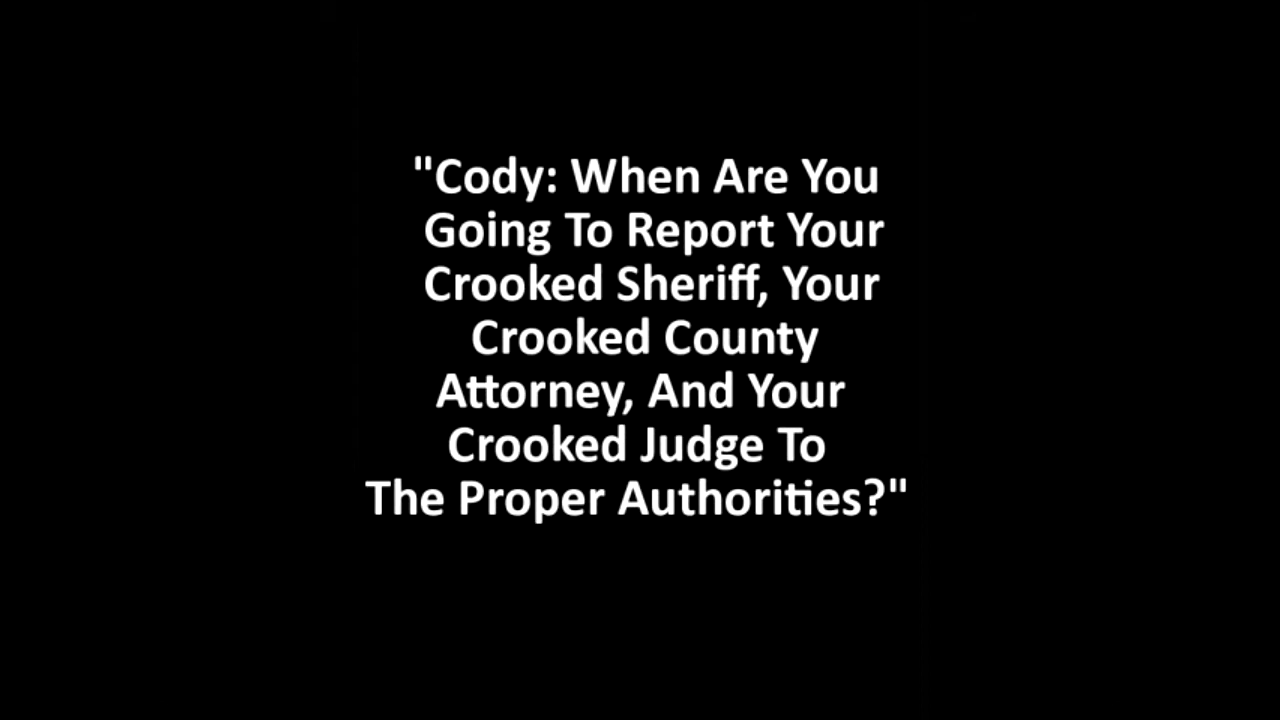 "Cody: When Are You
Going To Report Your
Crooked Sheriff, Your
Crooked County
Attorney, And Your
Crooked Judge To
The Proper Authorities?"